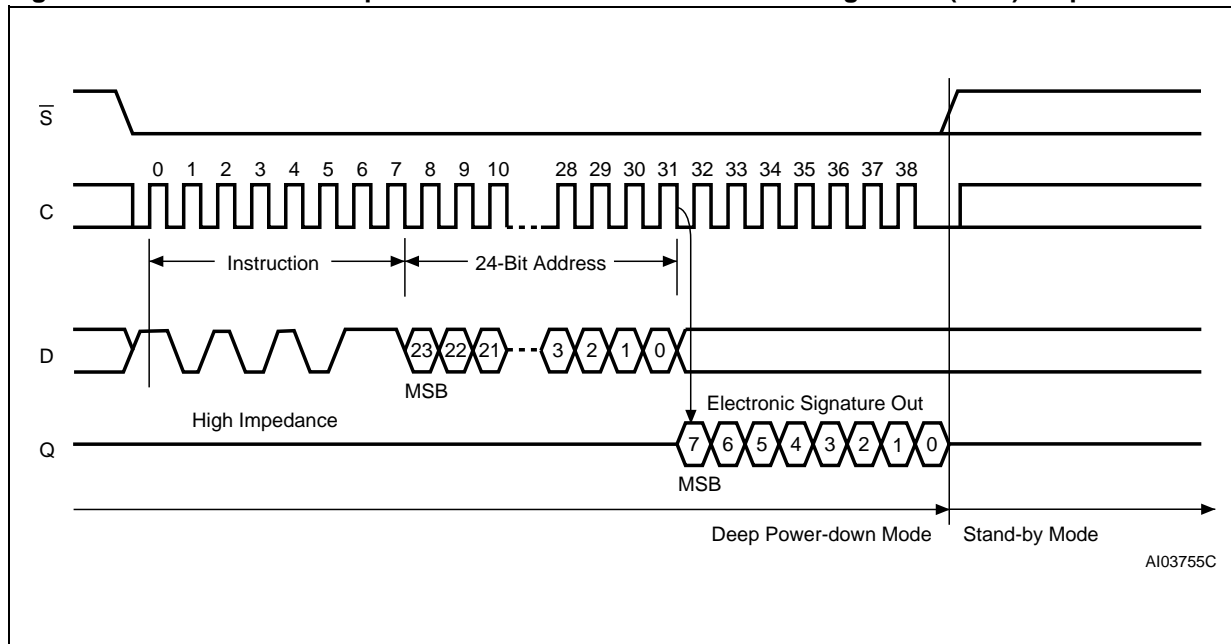 S
0 1 2 3 4 5 6 7 8 9 10 28 29 30 31 32 33 34 35 36 37 38
C
Instruction 24-Bit Address
D
23 22 21 3 2 1 0
MSB
High Impedance
Electronic Signature Out
Q
7 6 5 4 3 2 1 0
MSB
Deep Power-down Mode Stand-by Mode
AI03755C